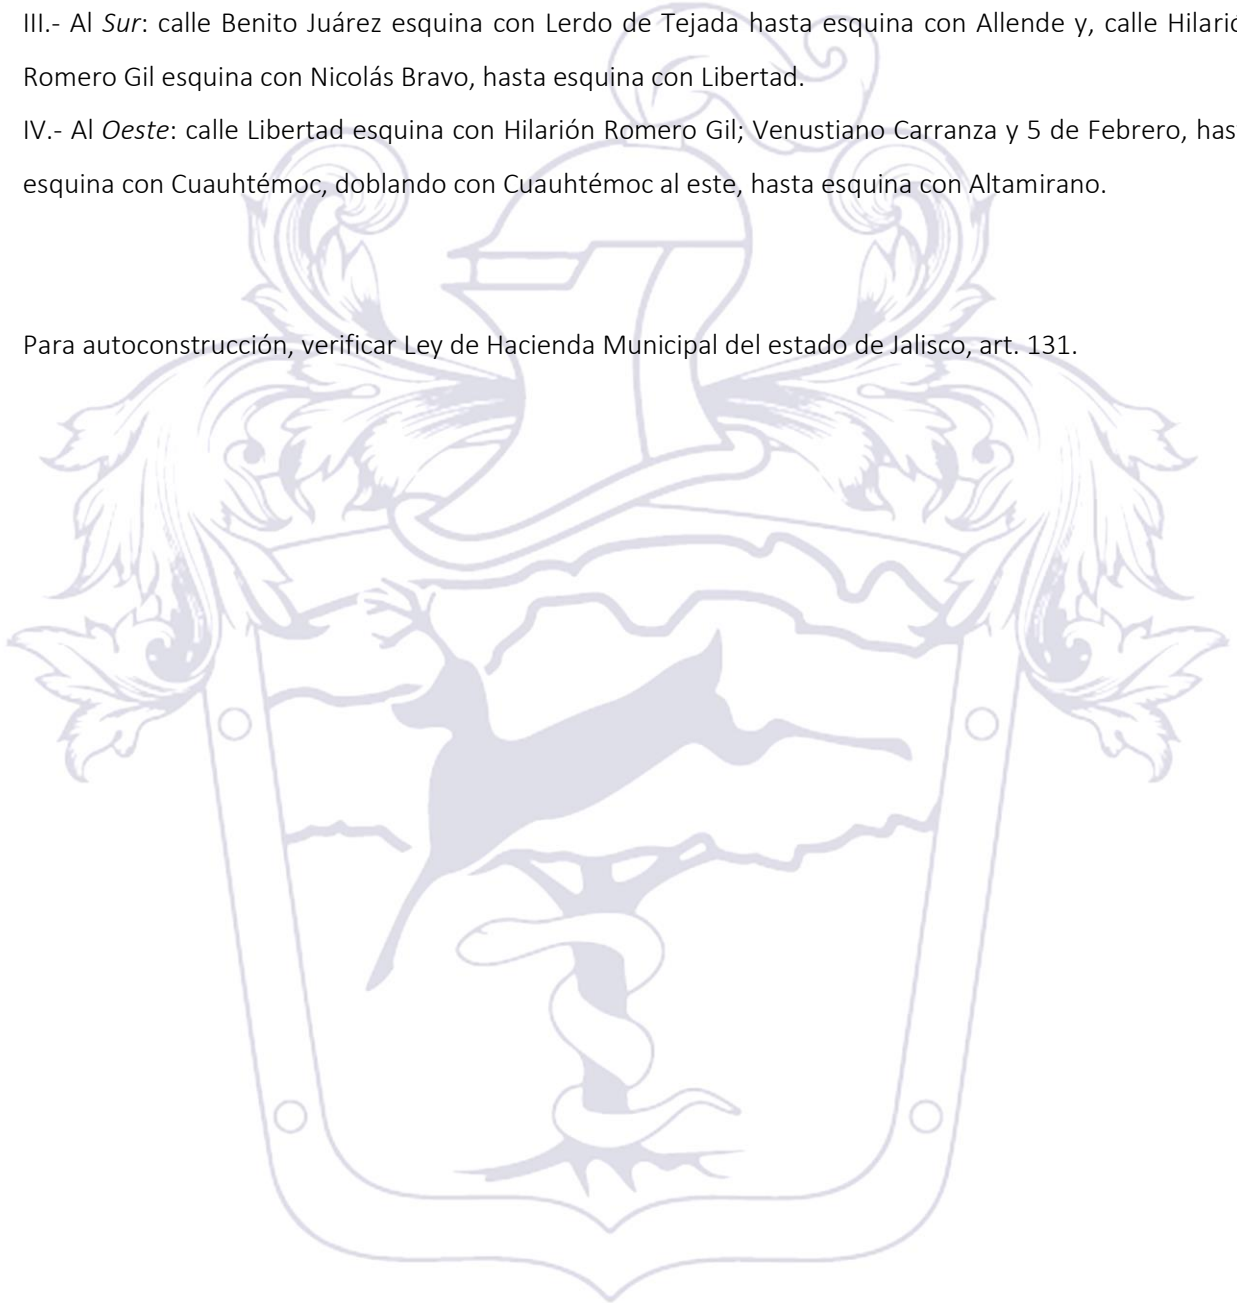 III.- Al Sur: calle Benito Juárez esquina con Lerdo de Tejada hasta esquina con Allende y, calle Hilarió
Romero Gil esquina con Nicolás Bravo, hasta esquina con Libertad.
IV.- Al Oeste: calle Libertad esquina con Hilarión Romero Gil; Venustiano Carranza y 5 de Febrero, hast
esquina con Cuauhtémoc, doblando con Cuauhtémoc al este, hasta esquina con Altamirano.
Para autoconstrucción, verificar Ley de Hacienda Municipal del estado de Jalisco, art. 131.